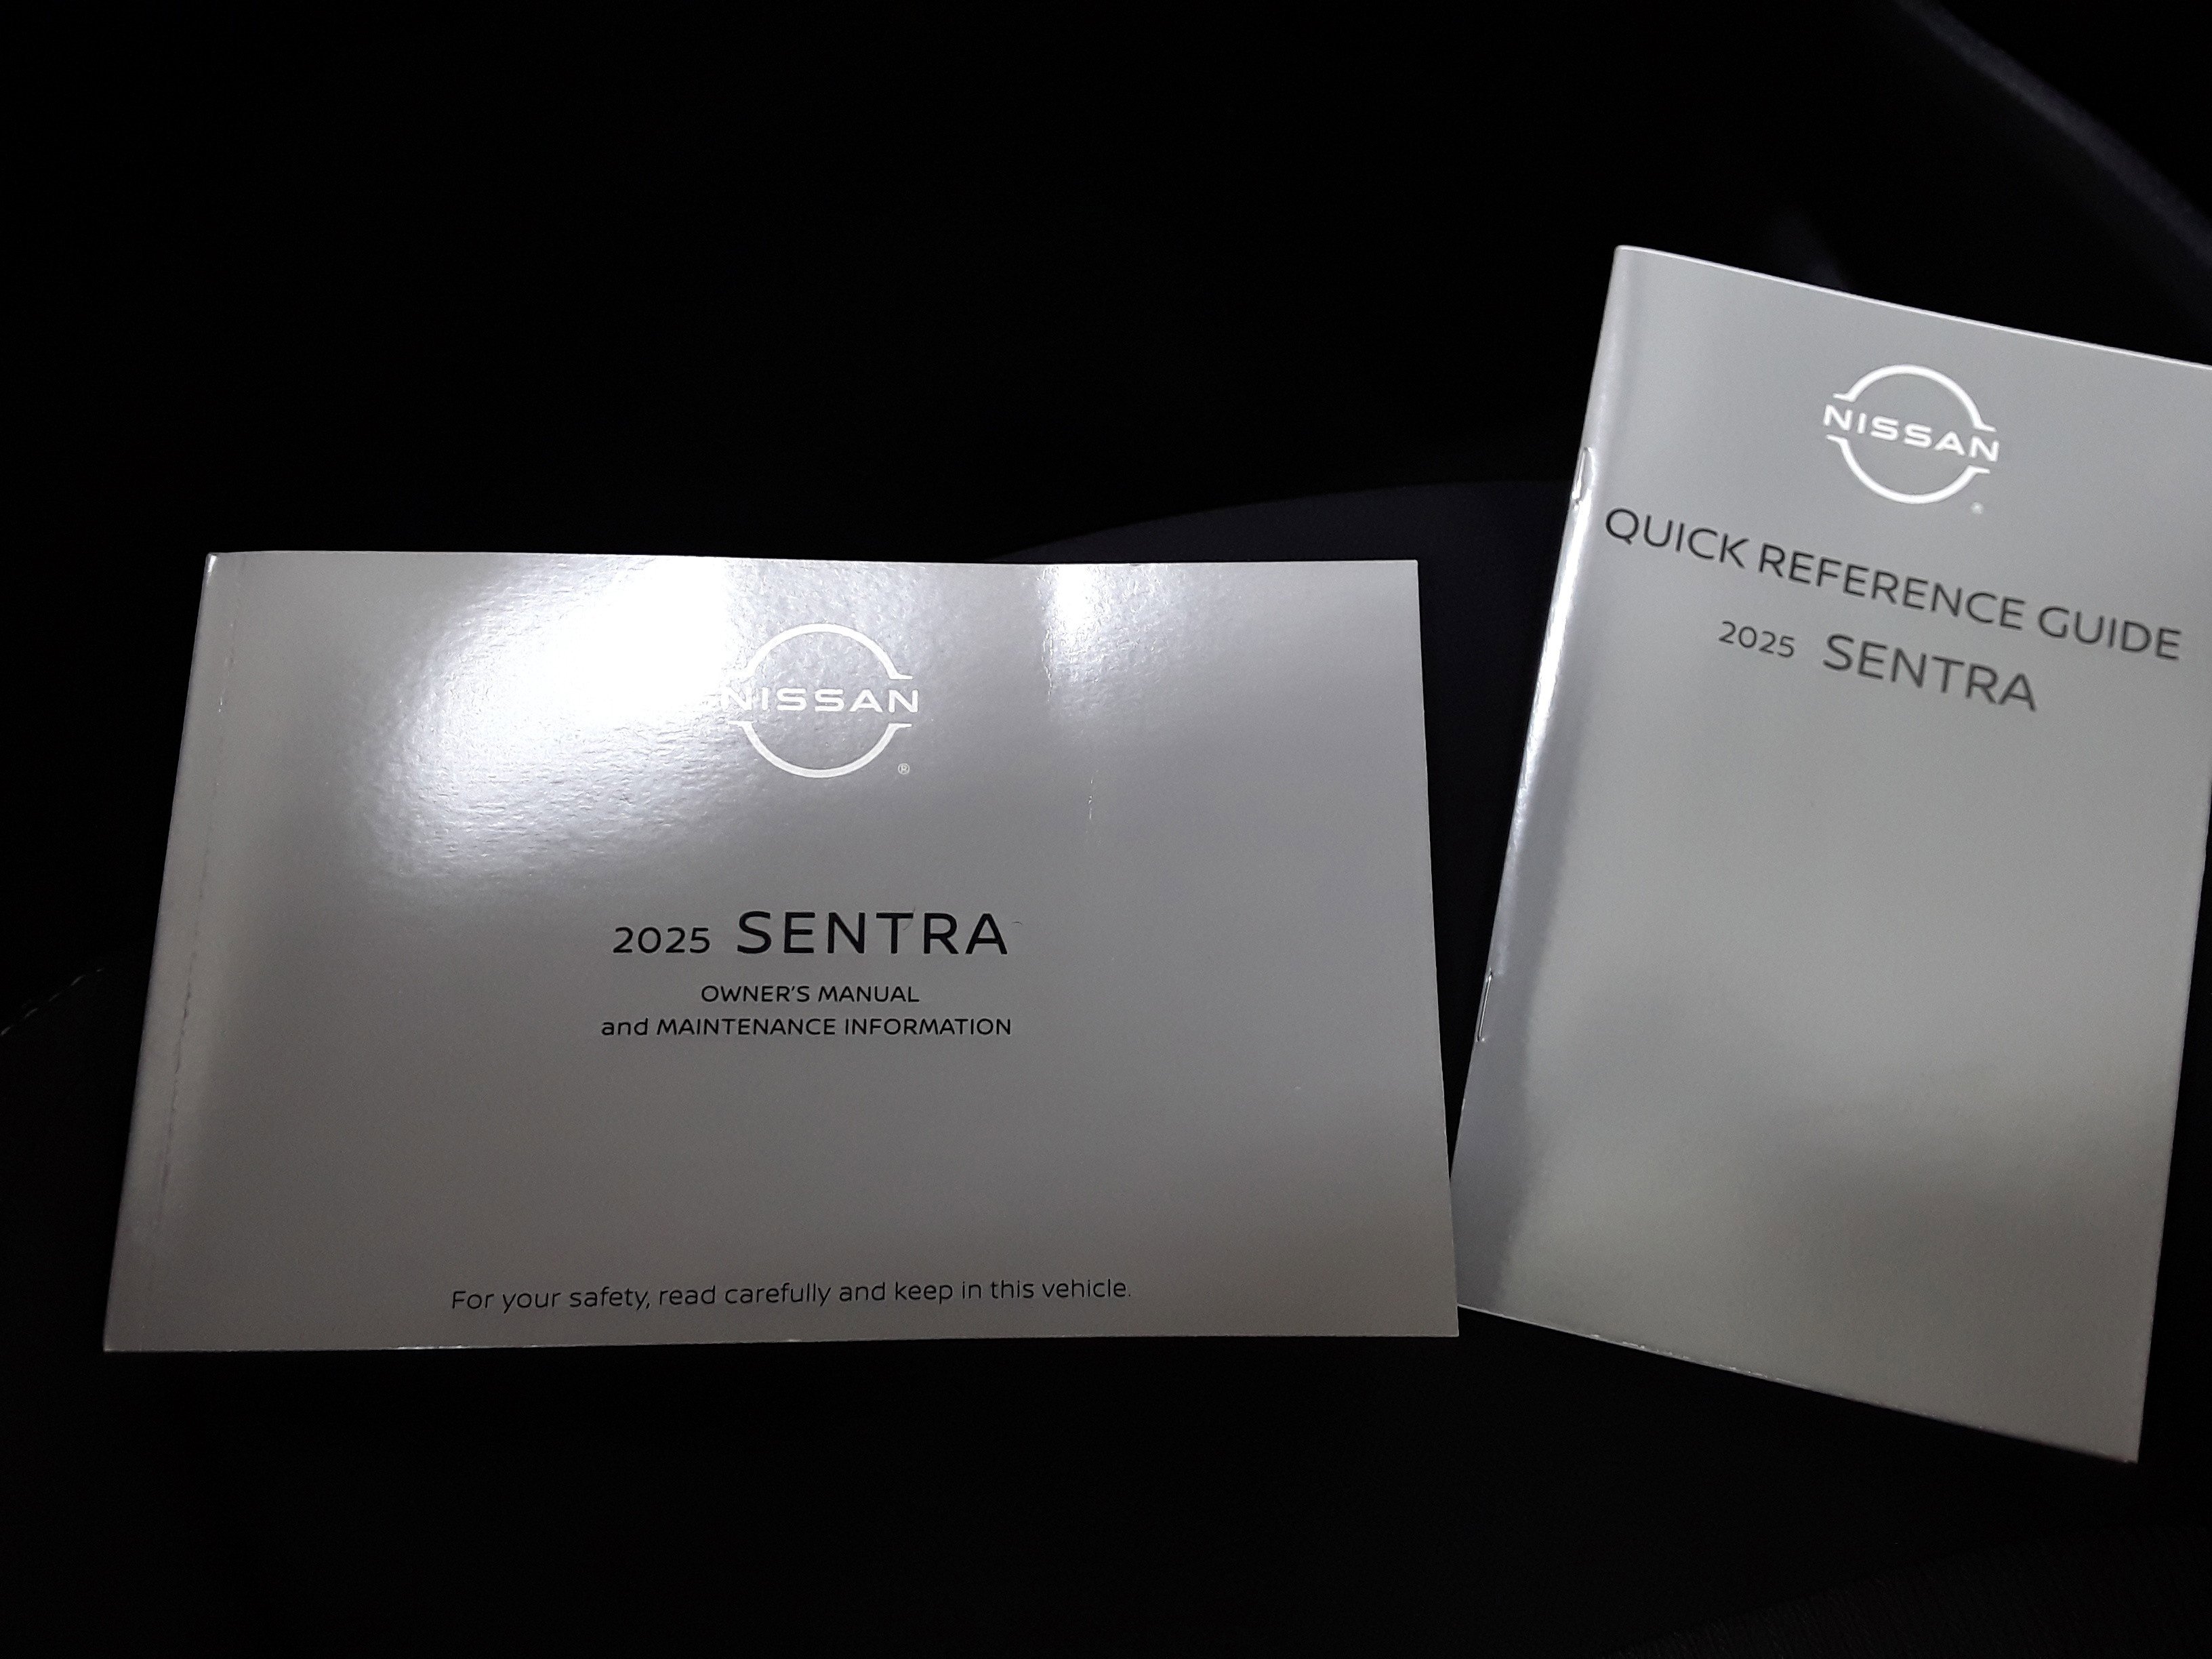 NISSAN
®
2025 SENTRA
OWNER'S MANUAL
and MAINTENANCE INFORMATION
For your safety, read carefully and keep in this vehicle.
NISSAN
®
QUICK REFERENCE GUIDE
2025 SENTRA